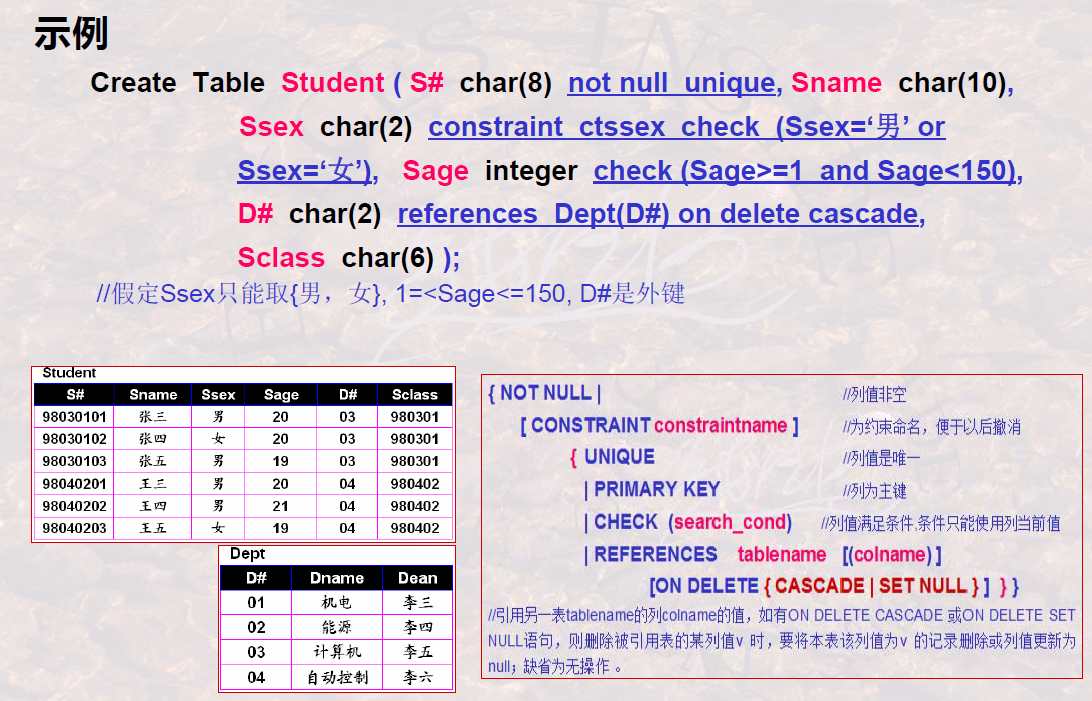 示例
Create Table Student ( S# char(8) not null unique, Sname char(10),
Ssex char(2) constraint ctssex check (Ssex=‘男’ or
Ssex=‘女’), Sage integer check (Sage>=1 and Sage<150),
D# char(2) references Dept(D#) on delete cascade,
Sclass char(6) );
//假定Ssex只能取{男，女}, 1=<Sage<=150, D#是外键
Student
S# Sname Ssex Sage D# Sclass
98030101 张三 男 20 03 980301
98030102 张四 女 20 03 980301
98030103 张五 男 19 03 980301
98040201 王三 男 20 04 980402
98040202 王四 男 21 04 980402
98040203 王五 女 19 04 980402
Dept
D# Dname Dean
01 机电 李三
02 能源 李四
03 计算机 李五
04 自动控制 李六
{ NOT NULL | //列值非空
[ CONSTRAINT constraintname ] //为约束命名，便于以后撤消
{ UNIQUE //列值是唯一
| PRIMARY KEY //列为主键
| CHECK (search_cond) //列值满足条件,条件只能使用列当前值
| REFERENCES tablename [(colname) ]
[ON DELETE { CASCADE | SET NULL } ] } }
//引用另一表tablename的列colname的值，如有ON DELETE CASCADE 或ON DELETE SET
NULL语句，则删除被引用表的某列值v 时，要将本表该列值为v 的记录删除或列值更新为
null；缺省为无操作 。